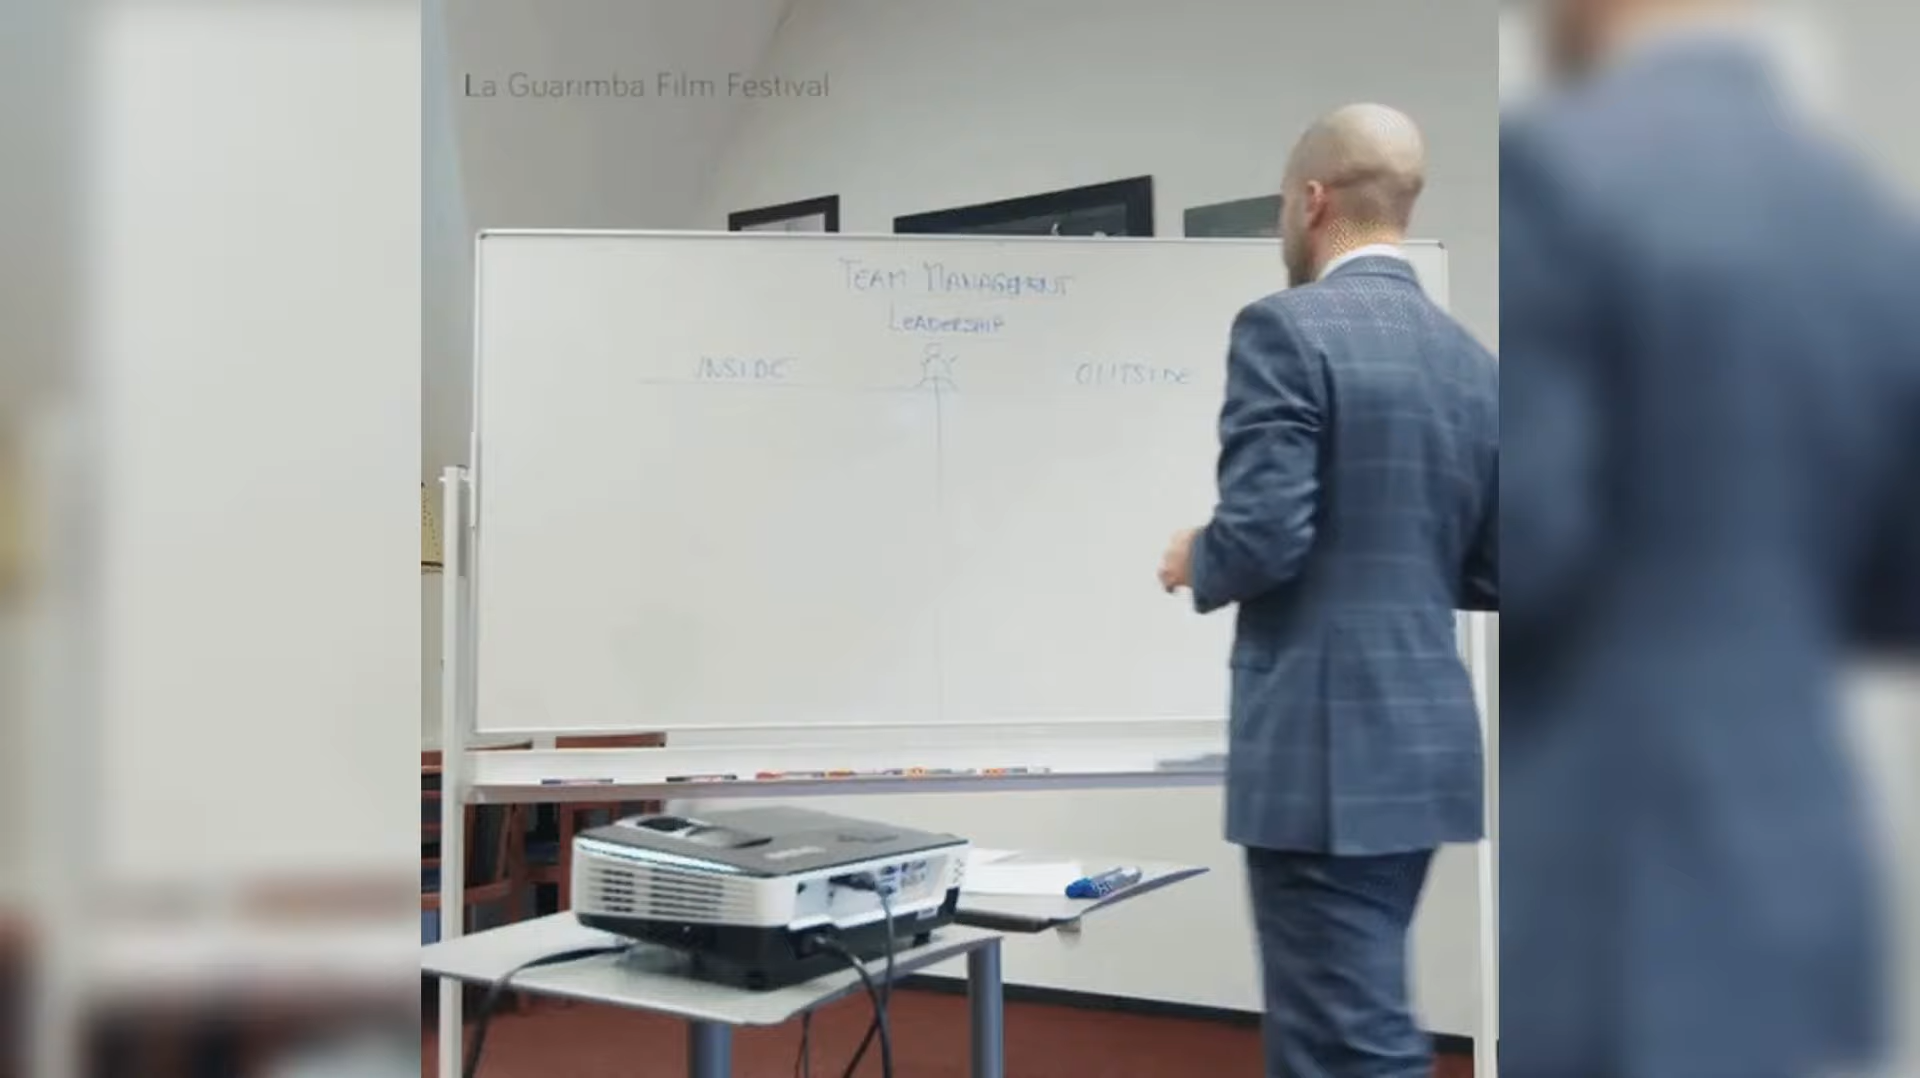 La Guarimba Film Festival
TEAM MANAGEMENT
LEADERSHIP
INSIDE
OUTSIDE